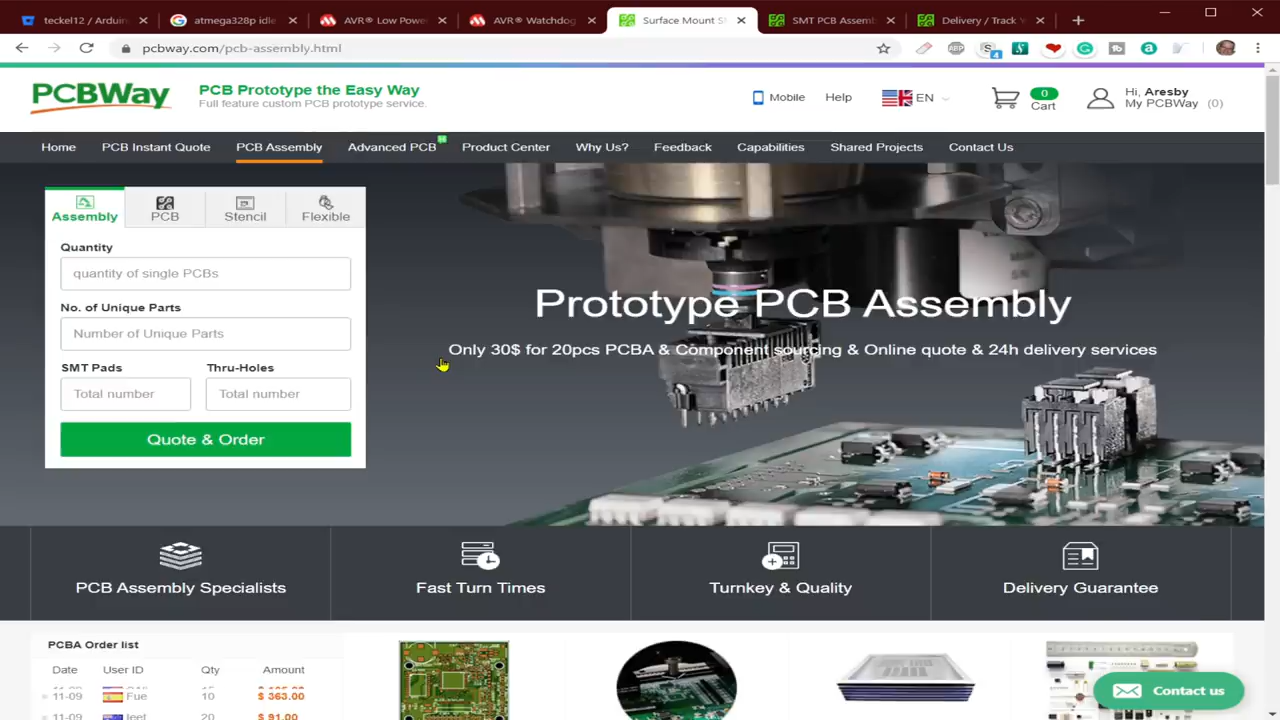 teckel12 / Arduin
atmega328p idle
AVR® Low Power
AVR® Watchdog
Surface Mount S
SMT PCB Assemb
Delivery / Track
pcbway.com/pcb-assembly.html
ABP
S
4
PCBWay
PCB Prototype the Easy Way
Full feature custom PCB prototype service.
Mobile
Help
EN
0
Cart
Hi, Aresby
My PCBWay (0)
Home
PCB Instant Quote
PCB Assembly
Advanced PCB
Product Center
Why Us?
Feedback
Capabilities
Shared Projects
Contact Us
Assembly
PCB
Stencil
Flexible
Quantity
quantity of single PCBs
No. of Unique Parts
Number of Unique Parts
SMT Pads
Thru-Holes
Total number
Total number
Quote & Order
Prototype PCB Assembly
Only 30$ for 20pcs PCBA & Component sourcing & Online quote & 24h delivery services
PCB Assembly Specialists
Fast Turn Times
Turnkey & Quality
Delivery Guarantee
PCBA Order list
Date User ID Qty Amount
11-09 Fue 10 $ 363.00
11-09 Jeet 20 $ 91.00
Contact us